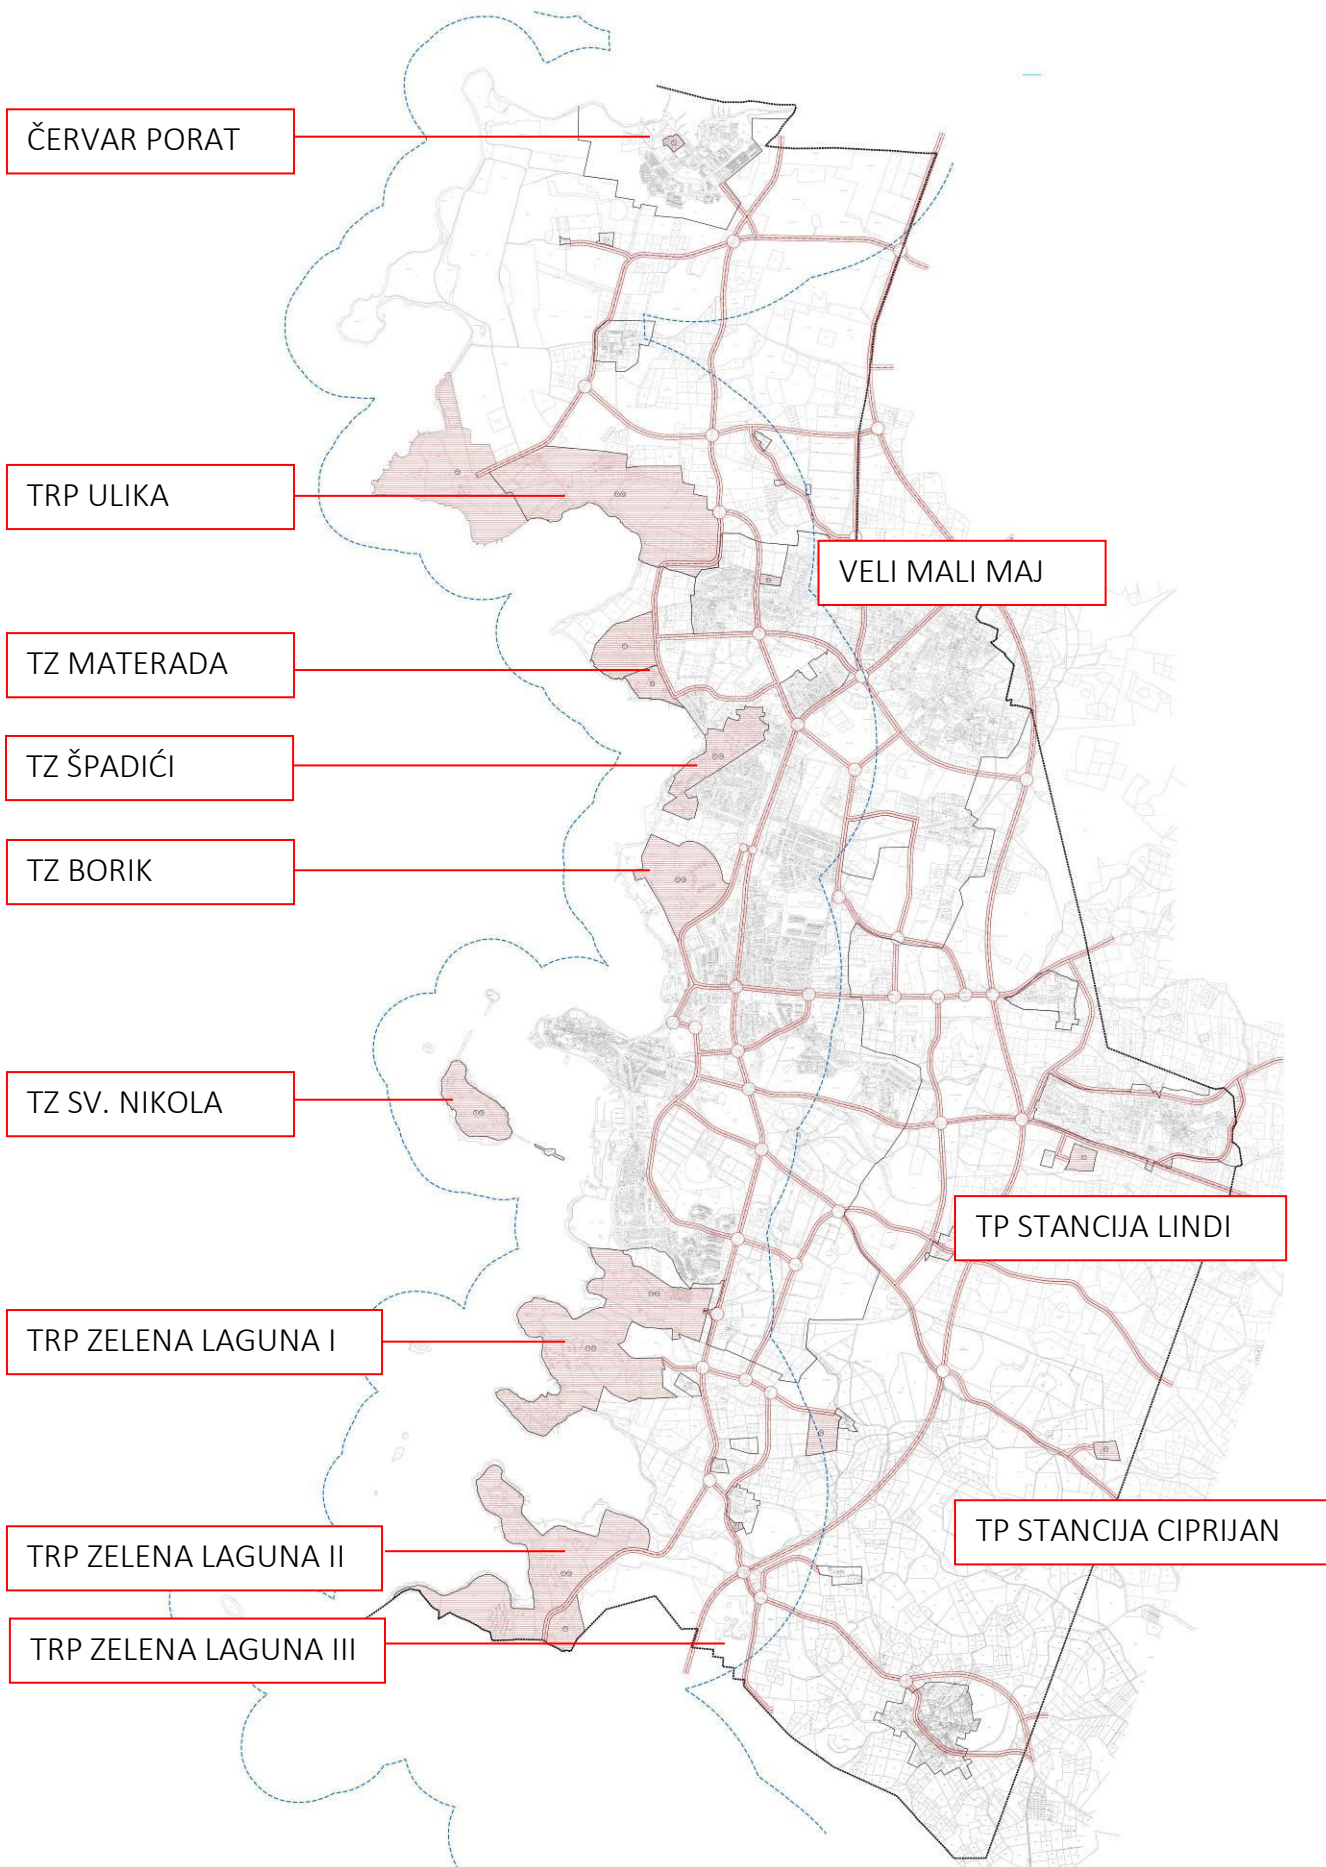 ČERVAR PORAT
TRP ULIKA
VELI MALI MAJ
TZ MATERADA
TZ ŠPADIĆI
TZ BORIK
TZ SV. NIKOLA
TP STANCIJA LINDI
TRP ZELENA LAGUNA I
TP STANCIJA CIPRIJAN
TRP ZELENA LAGUNA II
TRP ZELENA LAGUNA III